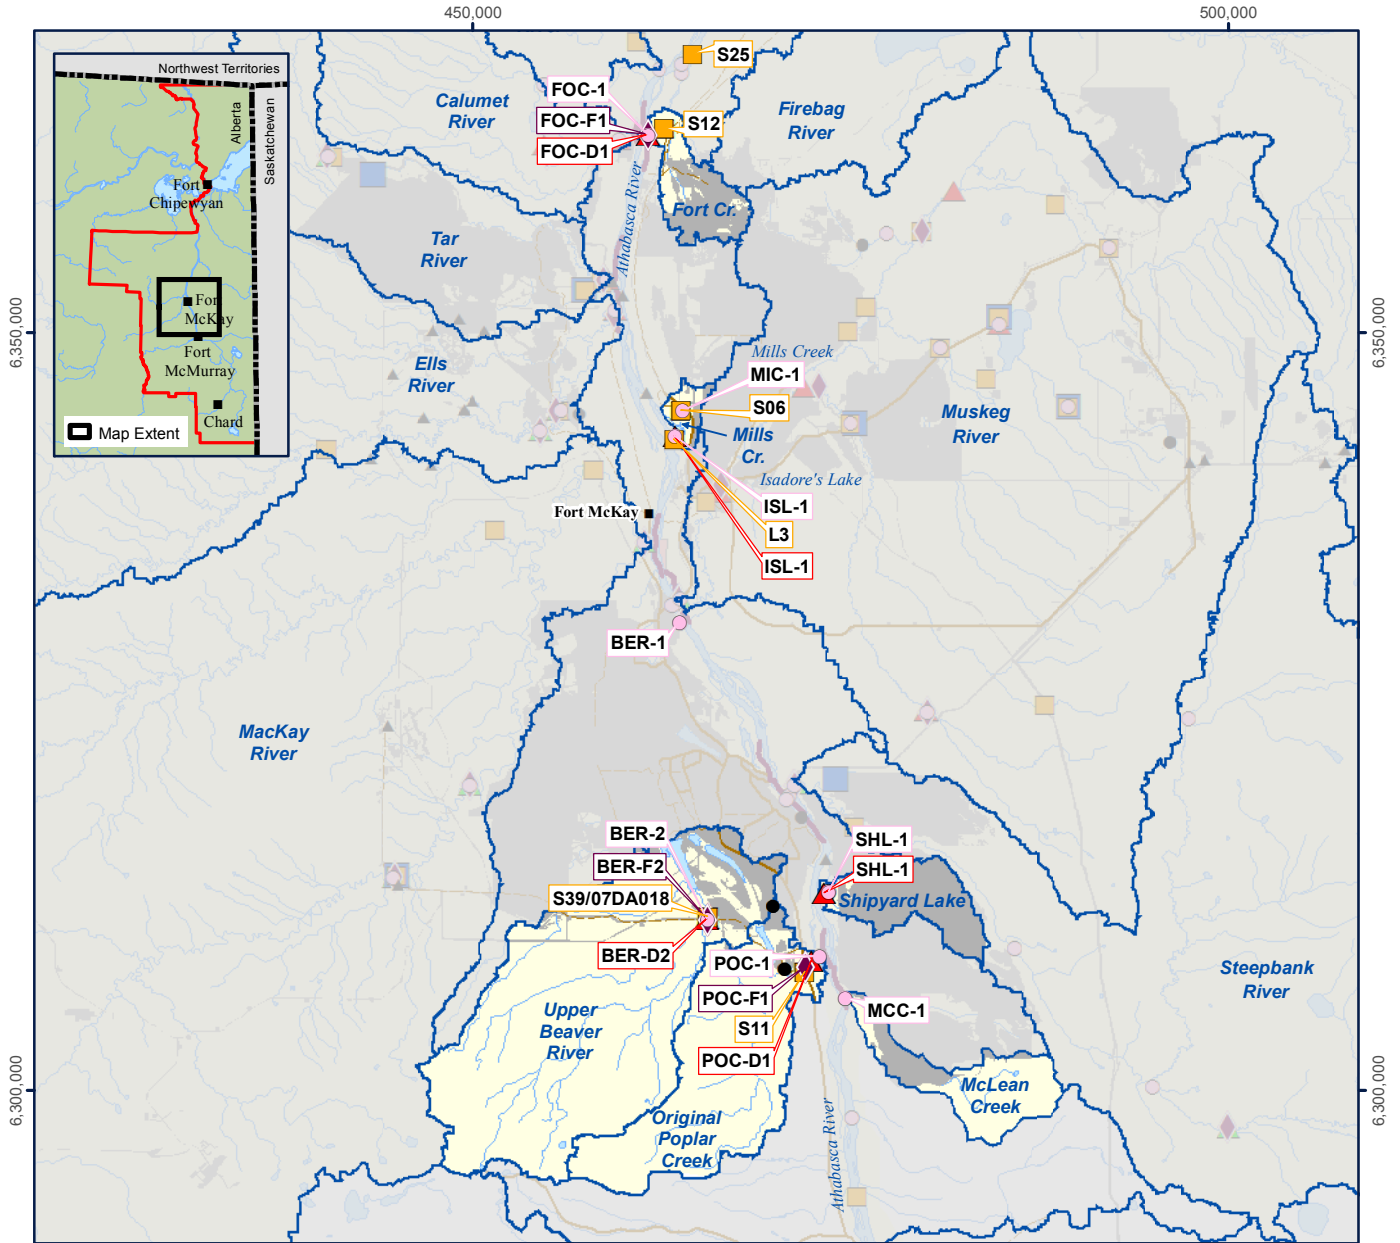 450,000
500,000
Northwest Territories
Alberta
Saskatchewan
Fort
Chipewyan
For
McKay
Fort
McMurray
Chard
Map Extent
S25
FOC-1
Calumet
River
Firebag
River
FOC-F1
S12
FOC-D1
Athabasca River
Fort Cr.
Tar
River
6,350,000
6,350,000
Mills Creek
Ells
River
MIC-1
S06
Muskeg
River
Mills
Cr.
Isadore's Lake
ISL-1
Fort McKay
L3
ISL-1
BER-1
MacKay
River
BER-2
SHL-1
BER-F2
SHL-1
S39/07DA018
Shipyard Lake
BER-D2
POC-1
Steepbank
River
POC-F1
MCC-1
Upper
Beaver
River
S11
POC-D1
6,300,000
6,300,000
McLean
Creek
Original
Poplar
Creek
Athabasca River